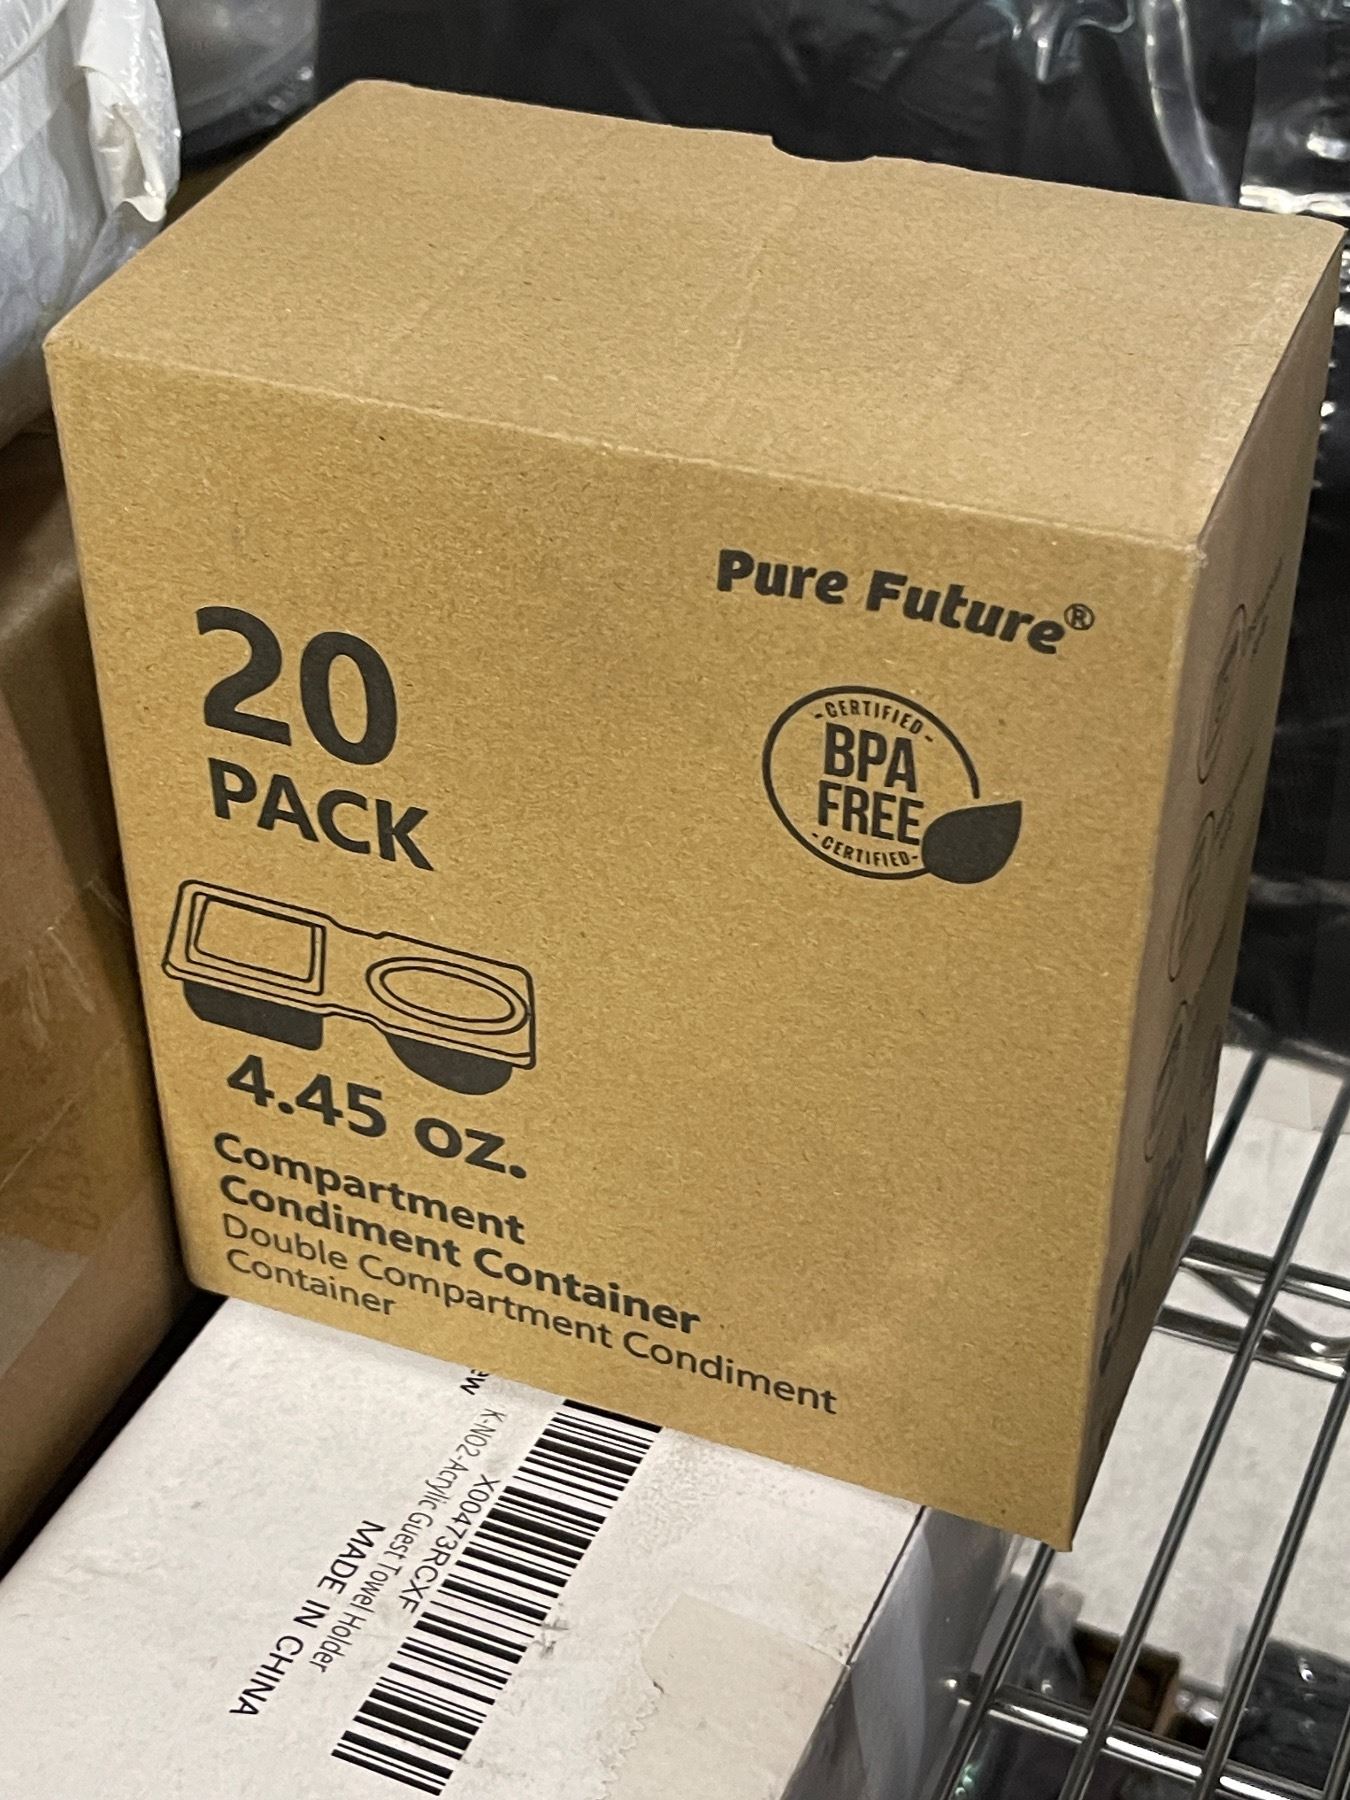 Pure Future®
20
PACK
-CERTIFIED-
BPA
FREE
-CERTIFIED-
4.45 oz.
Compartment
Condiment Container
Double Compartment Condiment
Container
X00473RCXF
K-N02-Acrylic Guest Towel Holder
MADE IN CHINA